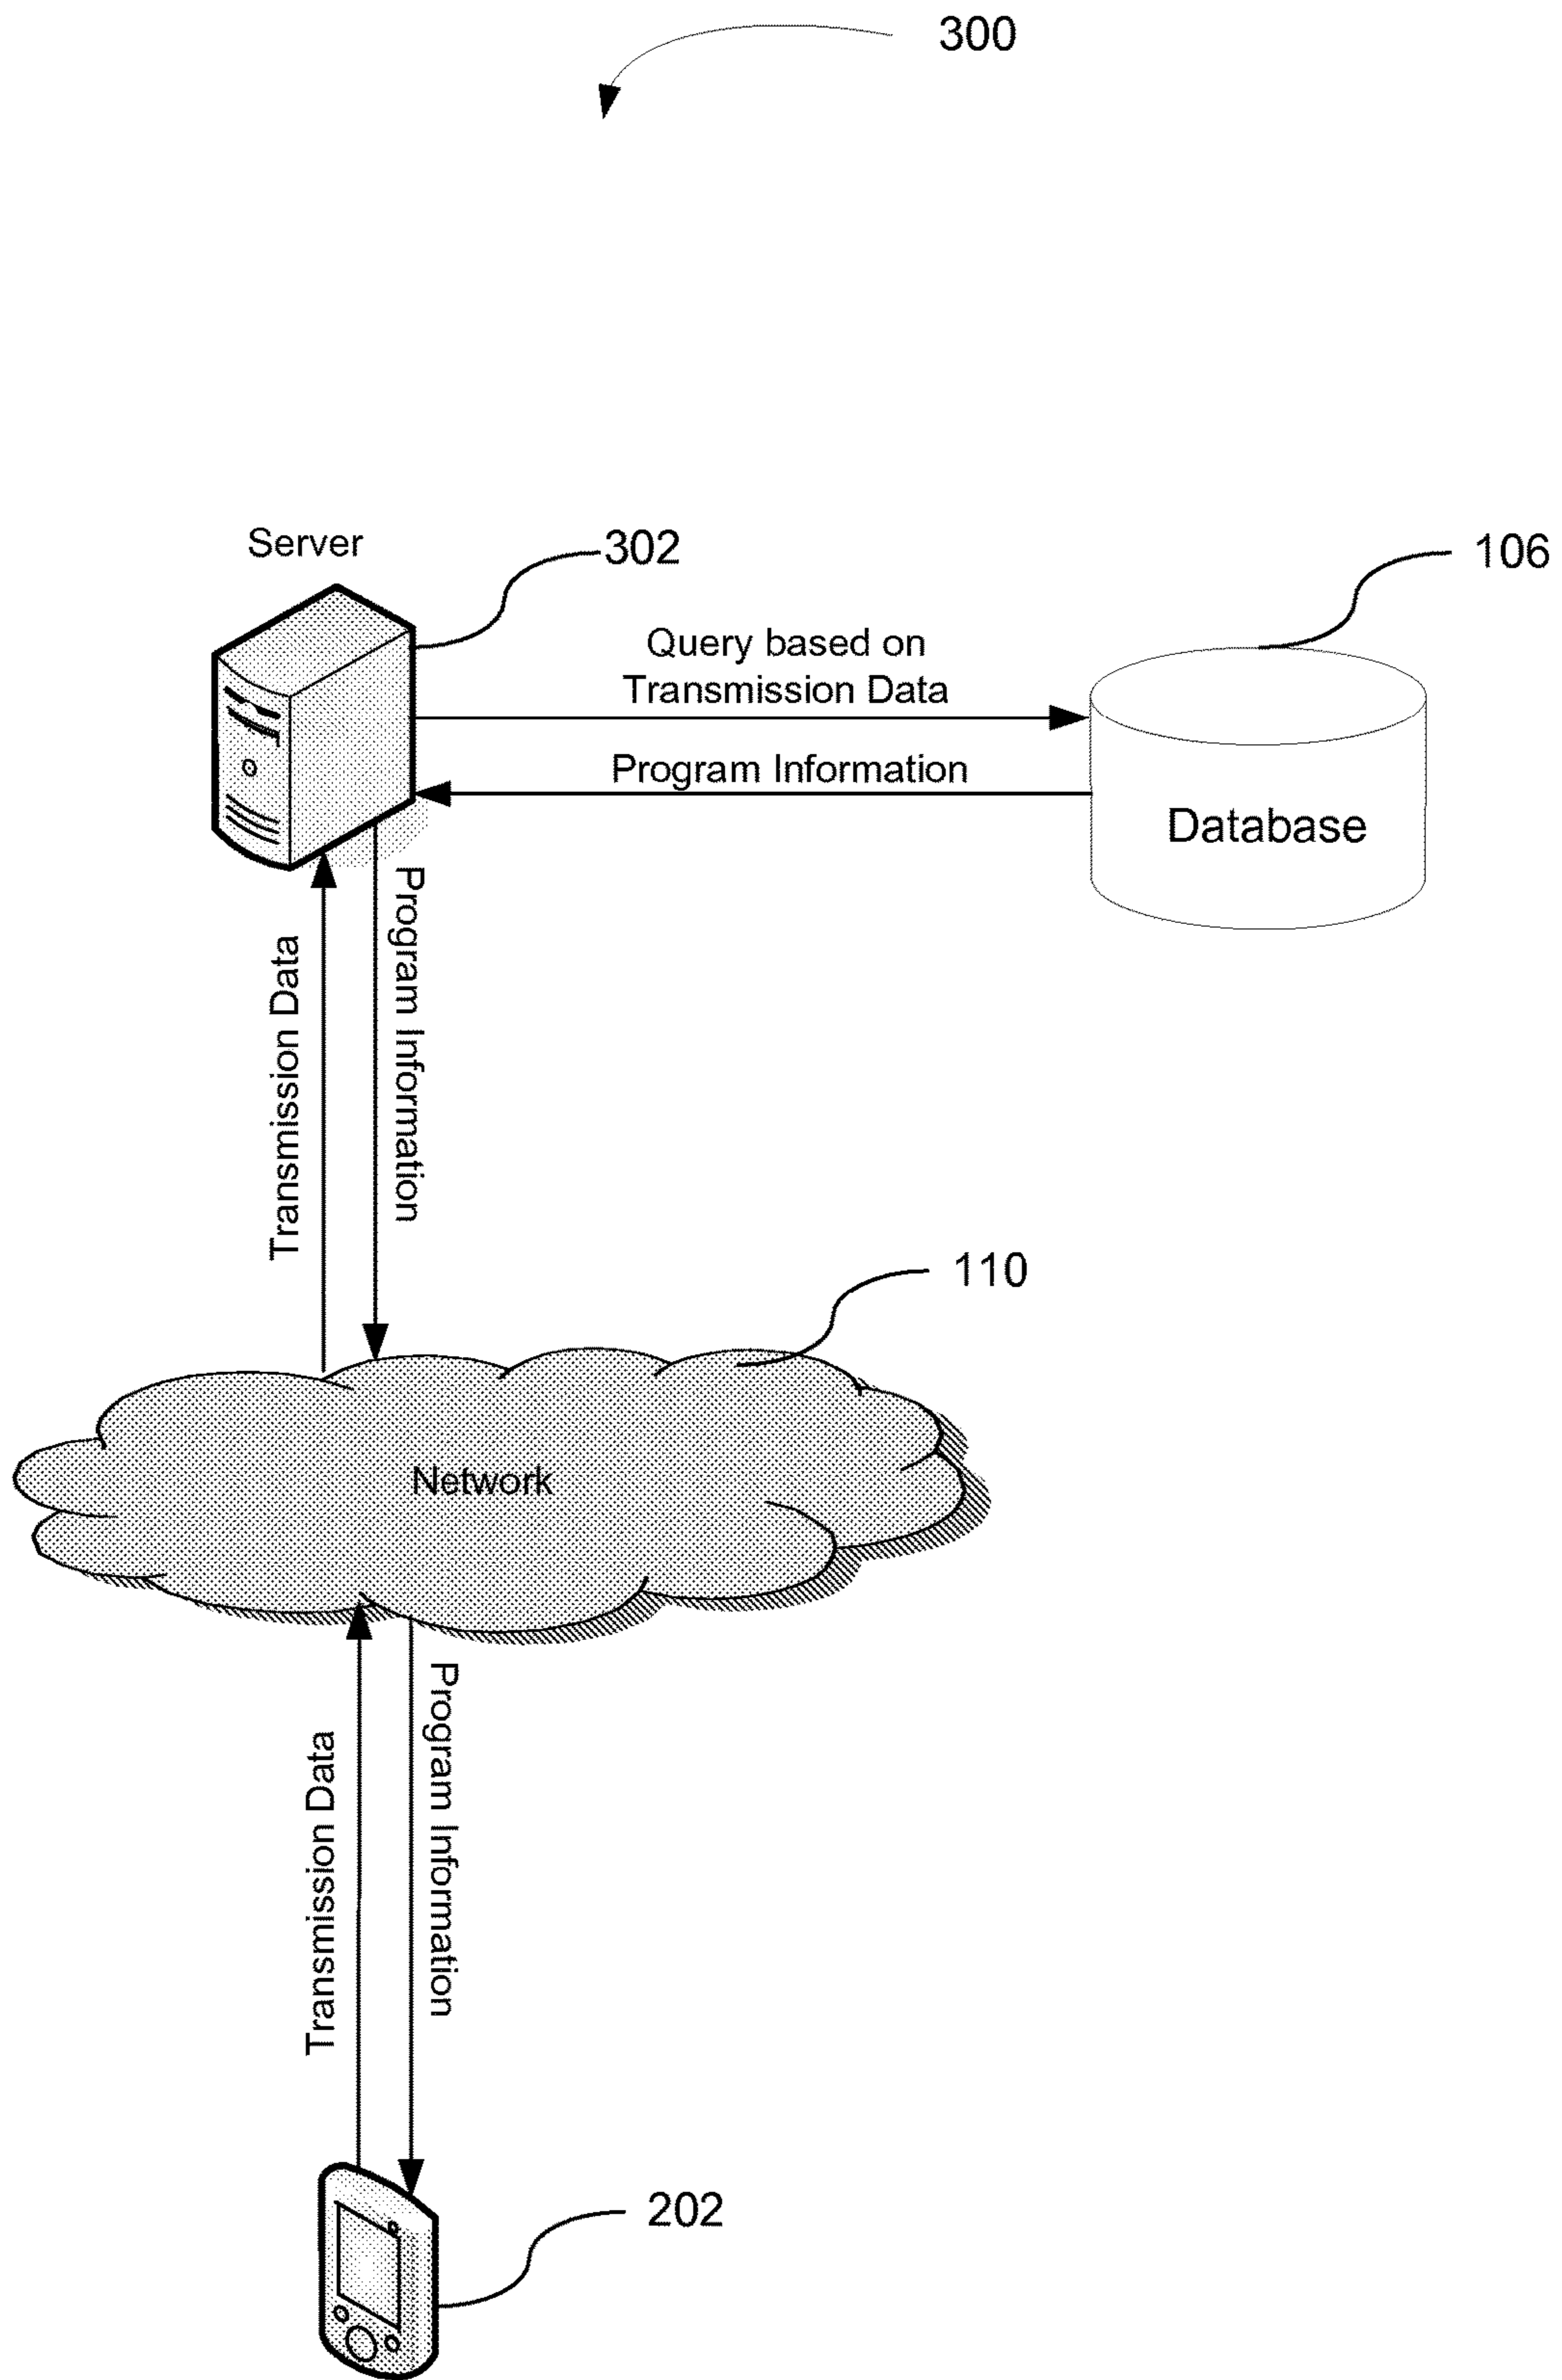 300
Server
302
106
Query based on
Transmission Data
Program Information
Database
Transmission Data
Program Information
110
Network
Transmission Data
Program Information
202